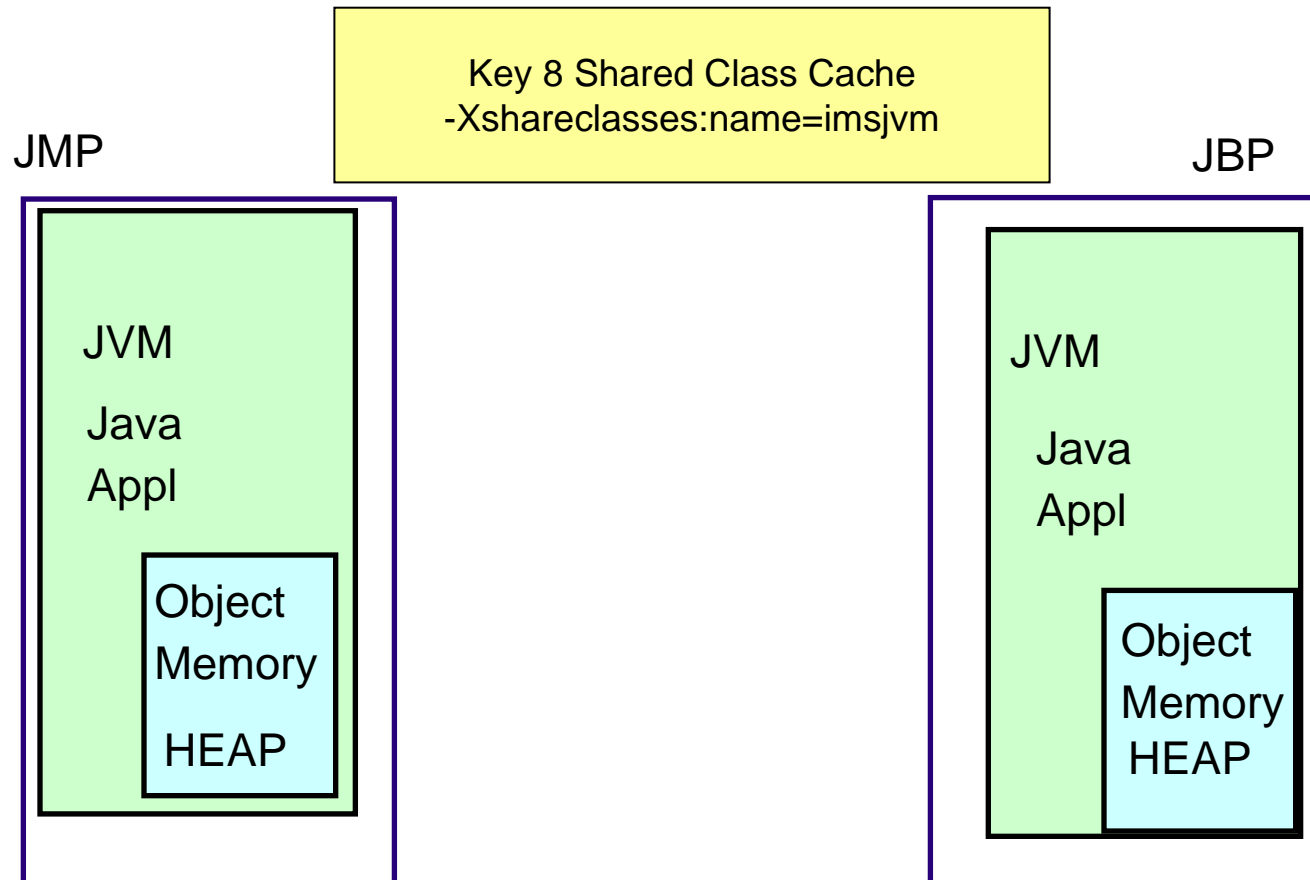 Key 8 Shared Class Cache
-Xshareclasses:name=imsjvm
JMP
JVM
Java
Appl
Object
Memory
HEAP
JBP
JVM
Java
Appl
Object
Memory
HEAP